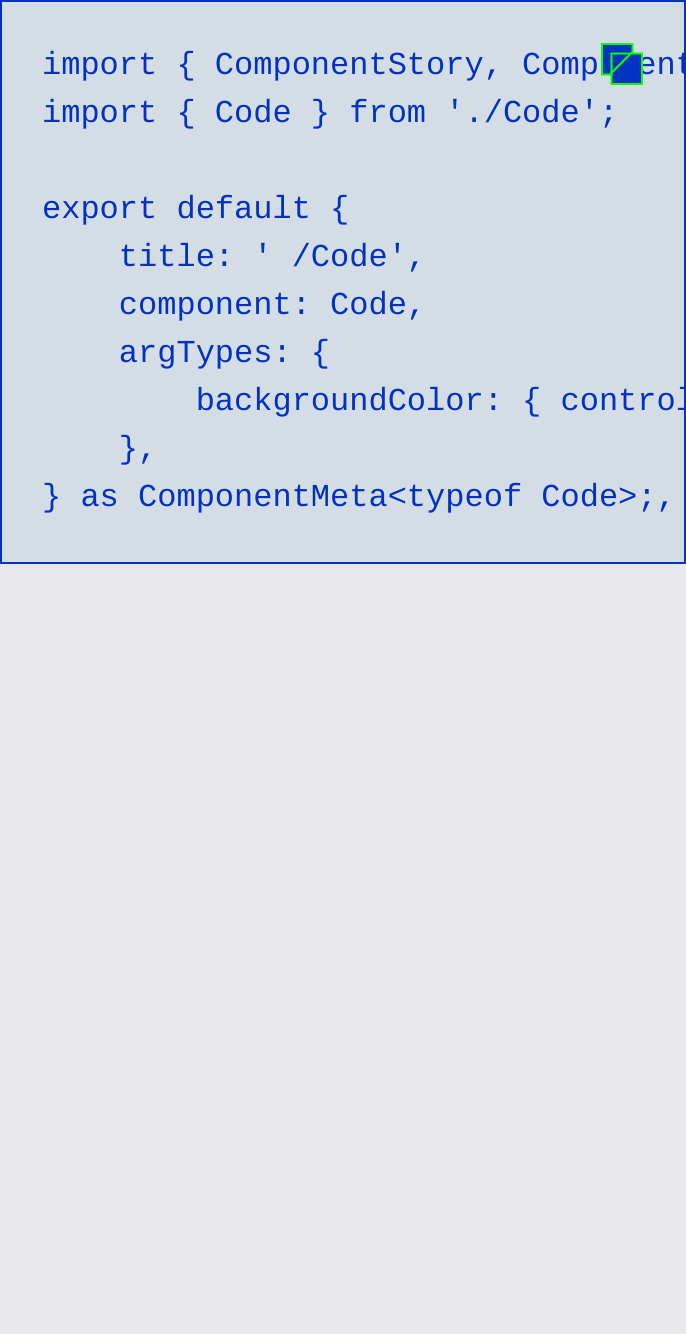 import { ComponentStory, Comp ent
import { Code } from './Code';
export default {
    title: ' /Code',
    component: Code,
    argTypes: {
        backgroundColor: { control
    },
} as ComponentMeta<typeof Code>;,